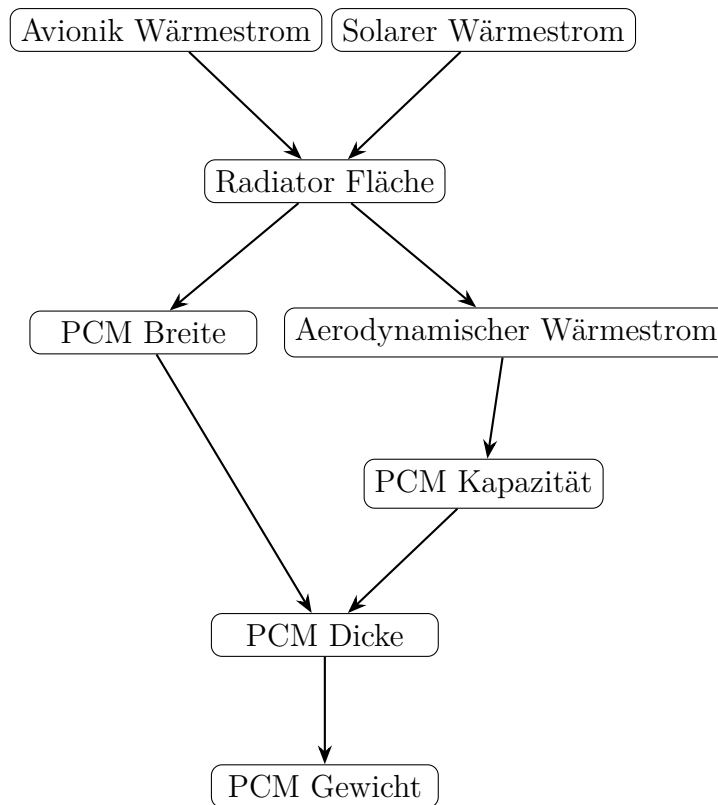 Avionik Wärmestrom
Solarer Wärmestrom
Radiator Fläche
PCM Breite
Aerodynamischer Wärmestrom
PCM Kapazität
PCM Dicke
PCM Gewicht